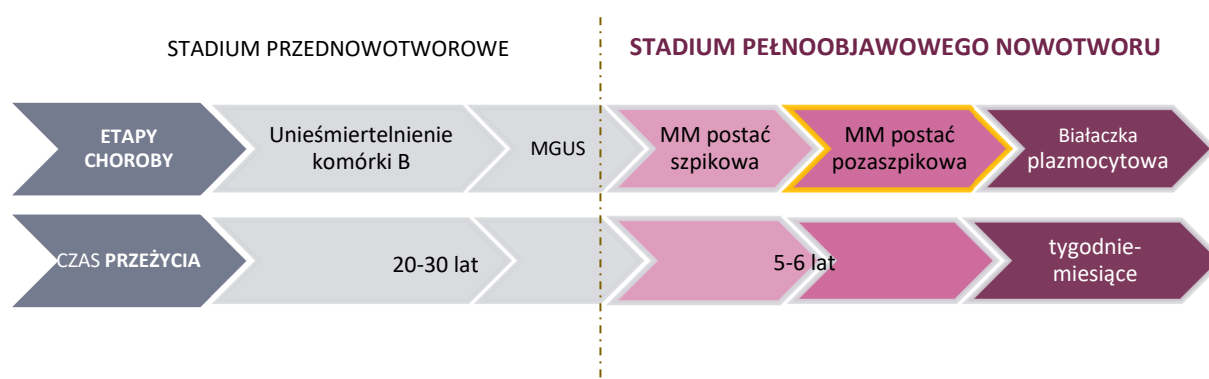 STADIUM PRZEDNOWOTWOROWE
STADIUM PEŁNOOBJAWOWEGO NOWOTWORU
ETAPY
CHOROBY
Unieśmiertelnienie
komórki B
MGUS
MM postać
szpikowa
MM postać
pozaszpikowa
Białaczka
plazmocytowa
CZAS PRZEŻYCIA
20-30 lat
5-6 lat
tygodnie-
miesiące